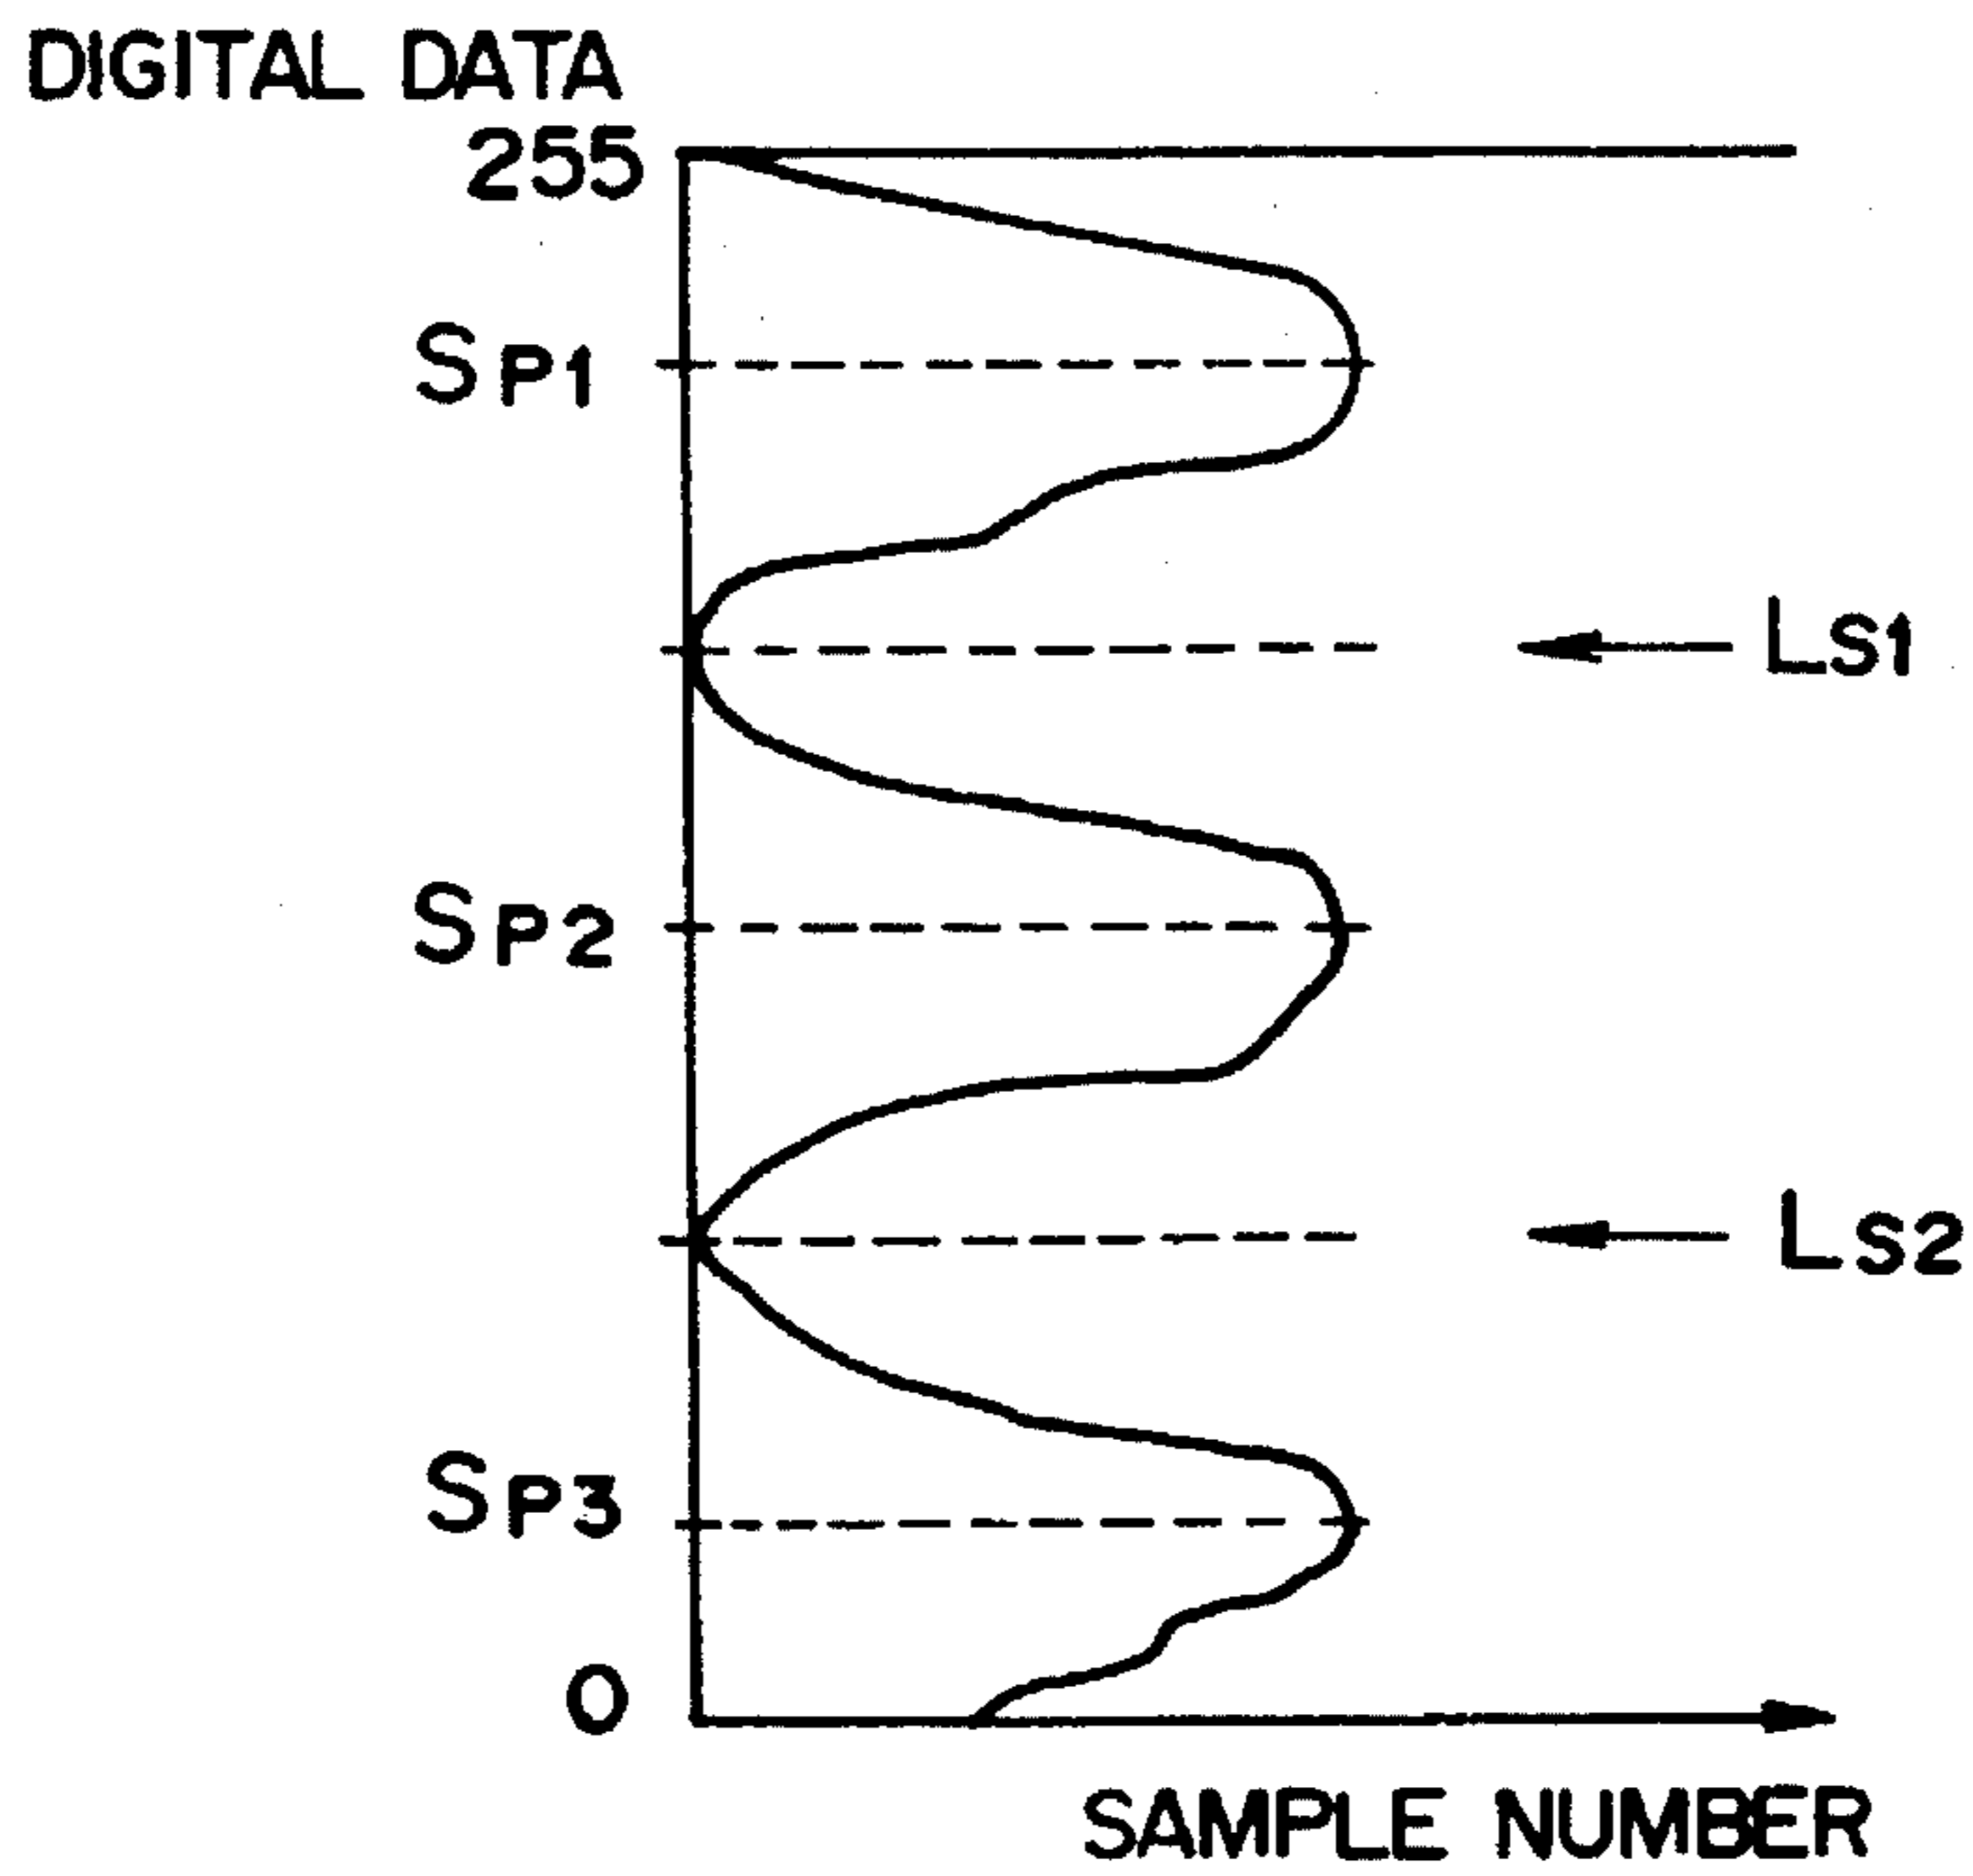 DIGITAL DATA
255
SP1
LS1
SP2
LS2
SP3
0
SAMPLE NUMBER